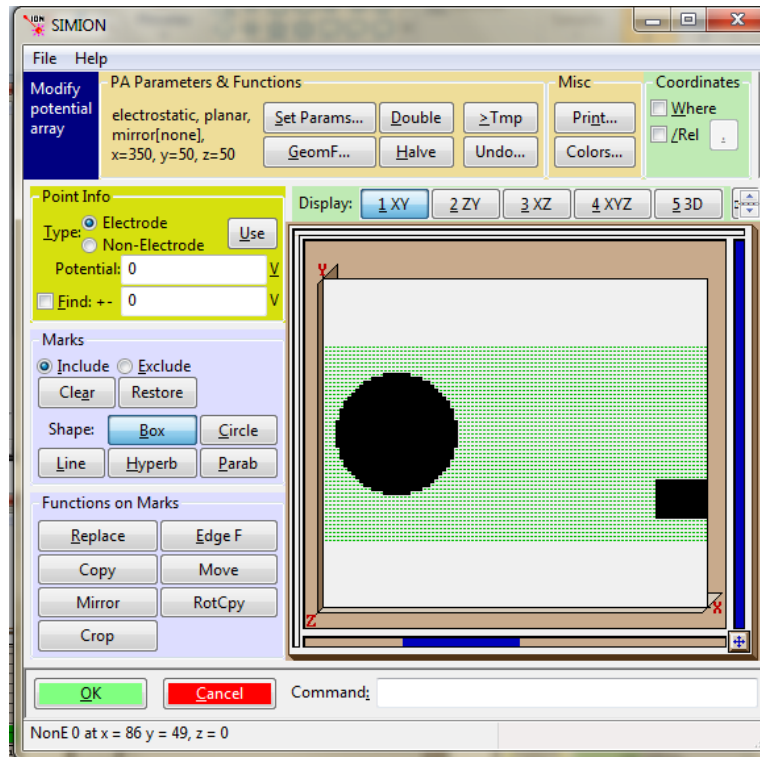 SIMION
File Help
Modify potential array
PA Parameters & Functions
electrostatic, planar,
mirror[none],
x=350, y=50, z=50
Set Params... Double >Tmp
GeomF... Halve Undo...
Misc
Print...
Colors...
Coordinates
Where
/Rel .
Point Info
Type: Electrode
Non-Electrode
Use
Potential: 0 V
Find: +- 0 V
Marks
Include Exclude
Clear Restore
Shape: Box Circle
Line Hyperb Parab
Functions on Marks
Replace Edge F
Copy Move
Mirror RotCpy
Crop
Display: 1 XY 2 ZY 3 XZ 4 XYZ 5 3D
Y
Z
X
OK Cancel Command:
NonE 0 at x = 86 y = 49, z = 0